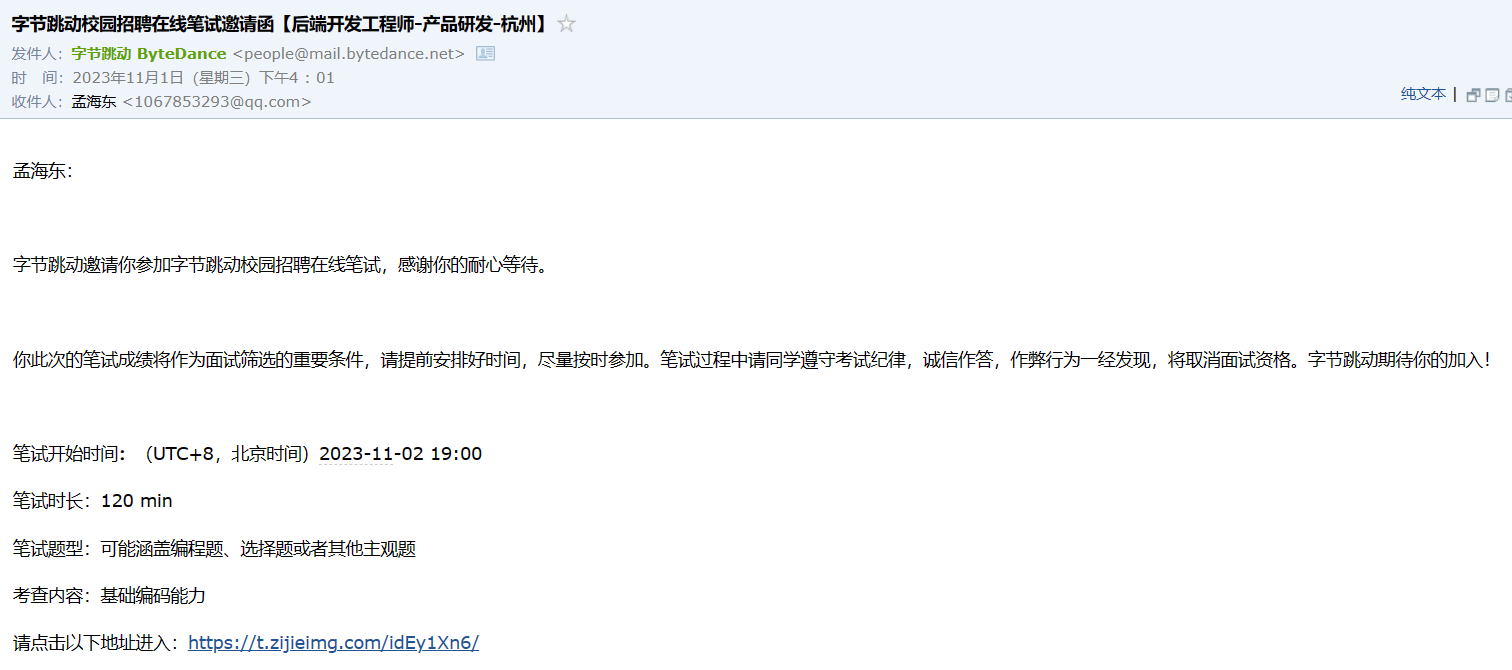 字节跳动校园招聘在线笔试邀请函【后端开发工程师-产品研发-杭州】
发件人：字节跳动 ByteDance <people@mail.bytedance.net>
时 间：2023年11月1日（星期三）下午4：01
收件人：孟海东 <1067853293@qq.com>
纯文本 |
孟海东：
字节跳动邀请你参加字节跳动校园招聘在线笔试，感谢你的耐心等待。
你此次的笔试成绩将作为面试筛选的重要条件，请提前安排好时间，尽量按时参加。笔试过程中请同学遵守考试纪律，诚信作答，作弊行为一经发现，将取消面试资格。字节跳动期待你的加入！
笔试开始时间：（UTC+8，北京时间）2023-11-02 19:00
笔试时长：120 min
笔试题型：可能涵盖编程题、选择题或者其他主观题
考查内容：基础编码能力
请点击以下地址进入：https://t.zijieimg.com/idEy1Xn6/